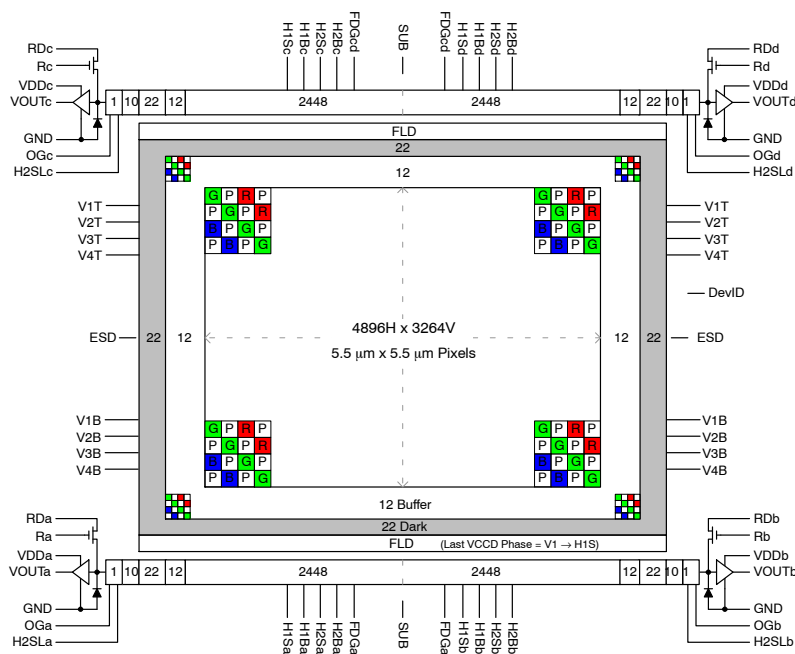 H1Sc H1Bc H2Sc H2Bc FDGcd SUB FDGcd H1Sd H1Bd H2Sd H2Bd
RDc RDd
Rc Rd
VDDc VDDd
VOUTc 1 10 22 12 2448 2448 12 22 10 1 VOUTd
GND FLD GND
OGc 22 OGd
H2SLc 12 H2SLd
G P R P G P R P
V1T P G P R P G P R V1T
V2T B P G P B P G P V2T
V3T P B P G P B P G V3T
V4T V4T
DevID
4896H x 3264V
ESD 22 12 12 22 ESD
5.5 μm x 5.5 μm Pixels
V1B G P R P G P R P V1B
V2B P G P R P G P R V2B
V3B B P G P B P G P V3B
V4B P B P G P B P G V4B
12 Buffer
RDa 22 Dark RDb
Ra FLD (Last VCCD Phase = V1 → H1S) Rb
VDDa VDDb
VOUTa 1 10 22 12 2448 2448 12 22 10 1 VOUTb
GND GND
OGa OGb
H2SLa H2SLb
H1Sa H1Ba H2Sa H2Ba FDGa SUB FDGa H1Sb H1Bb H2Sb H2Bb